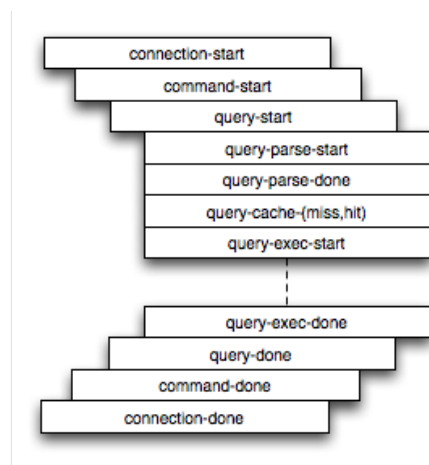 connection-start
command-start
query-start
query-parse-start
query-parse-done
query-cache-(miss,hit)
query-exec-start
query-exec-done
query-done
command-done
connection-done